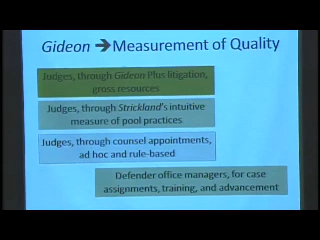 Gideon ➔Measurement of Quality
Judges, through Gideon Plus litigation,
gross resources
Judges, through Strickland's intuitive
measure of pool practices
Judges, through counsel appointments,
ad hoc and rule-based
Defender office managers, for case
assignments, training, and advancement